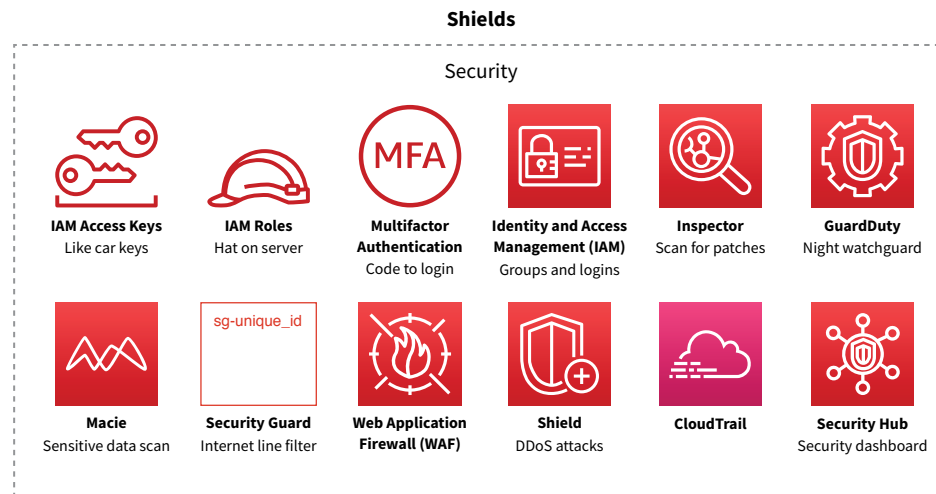 Shields
Security
MFA
IAM Access Keys
Like car keys
IAM Roles
Hat on server
Multifactor
Authentication
Code to login
Identity and Access
Management (IAM)
Groups and logins
Inspector
Scan for patches
GuardDuty
Night watchguard
sg-unique_id
Macie
Sensitive data scan
Security Guard
Internet line filter
Web Application
Firewall (WAF)
Shield
DDoS attacks
CloudTrail
Security Hub
Security dashboard